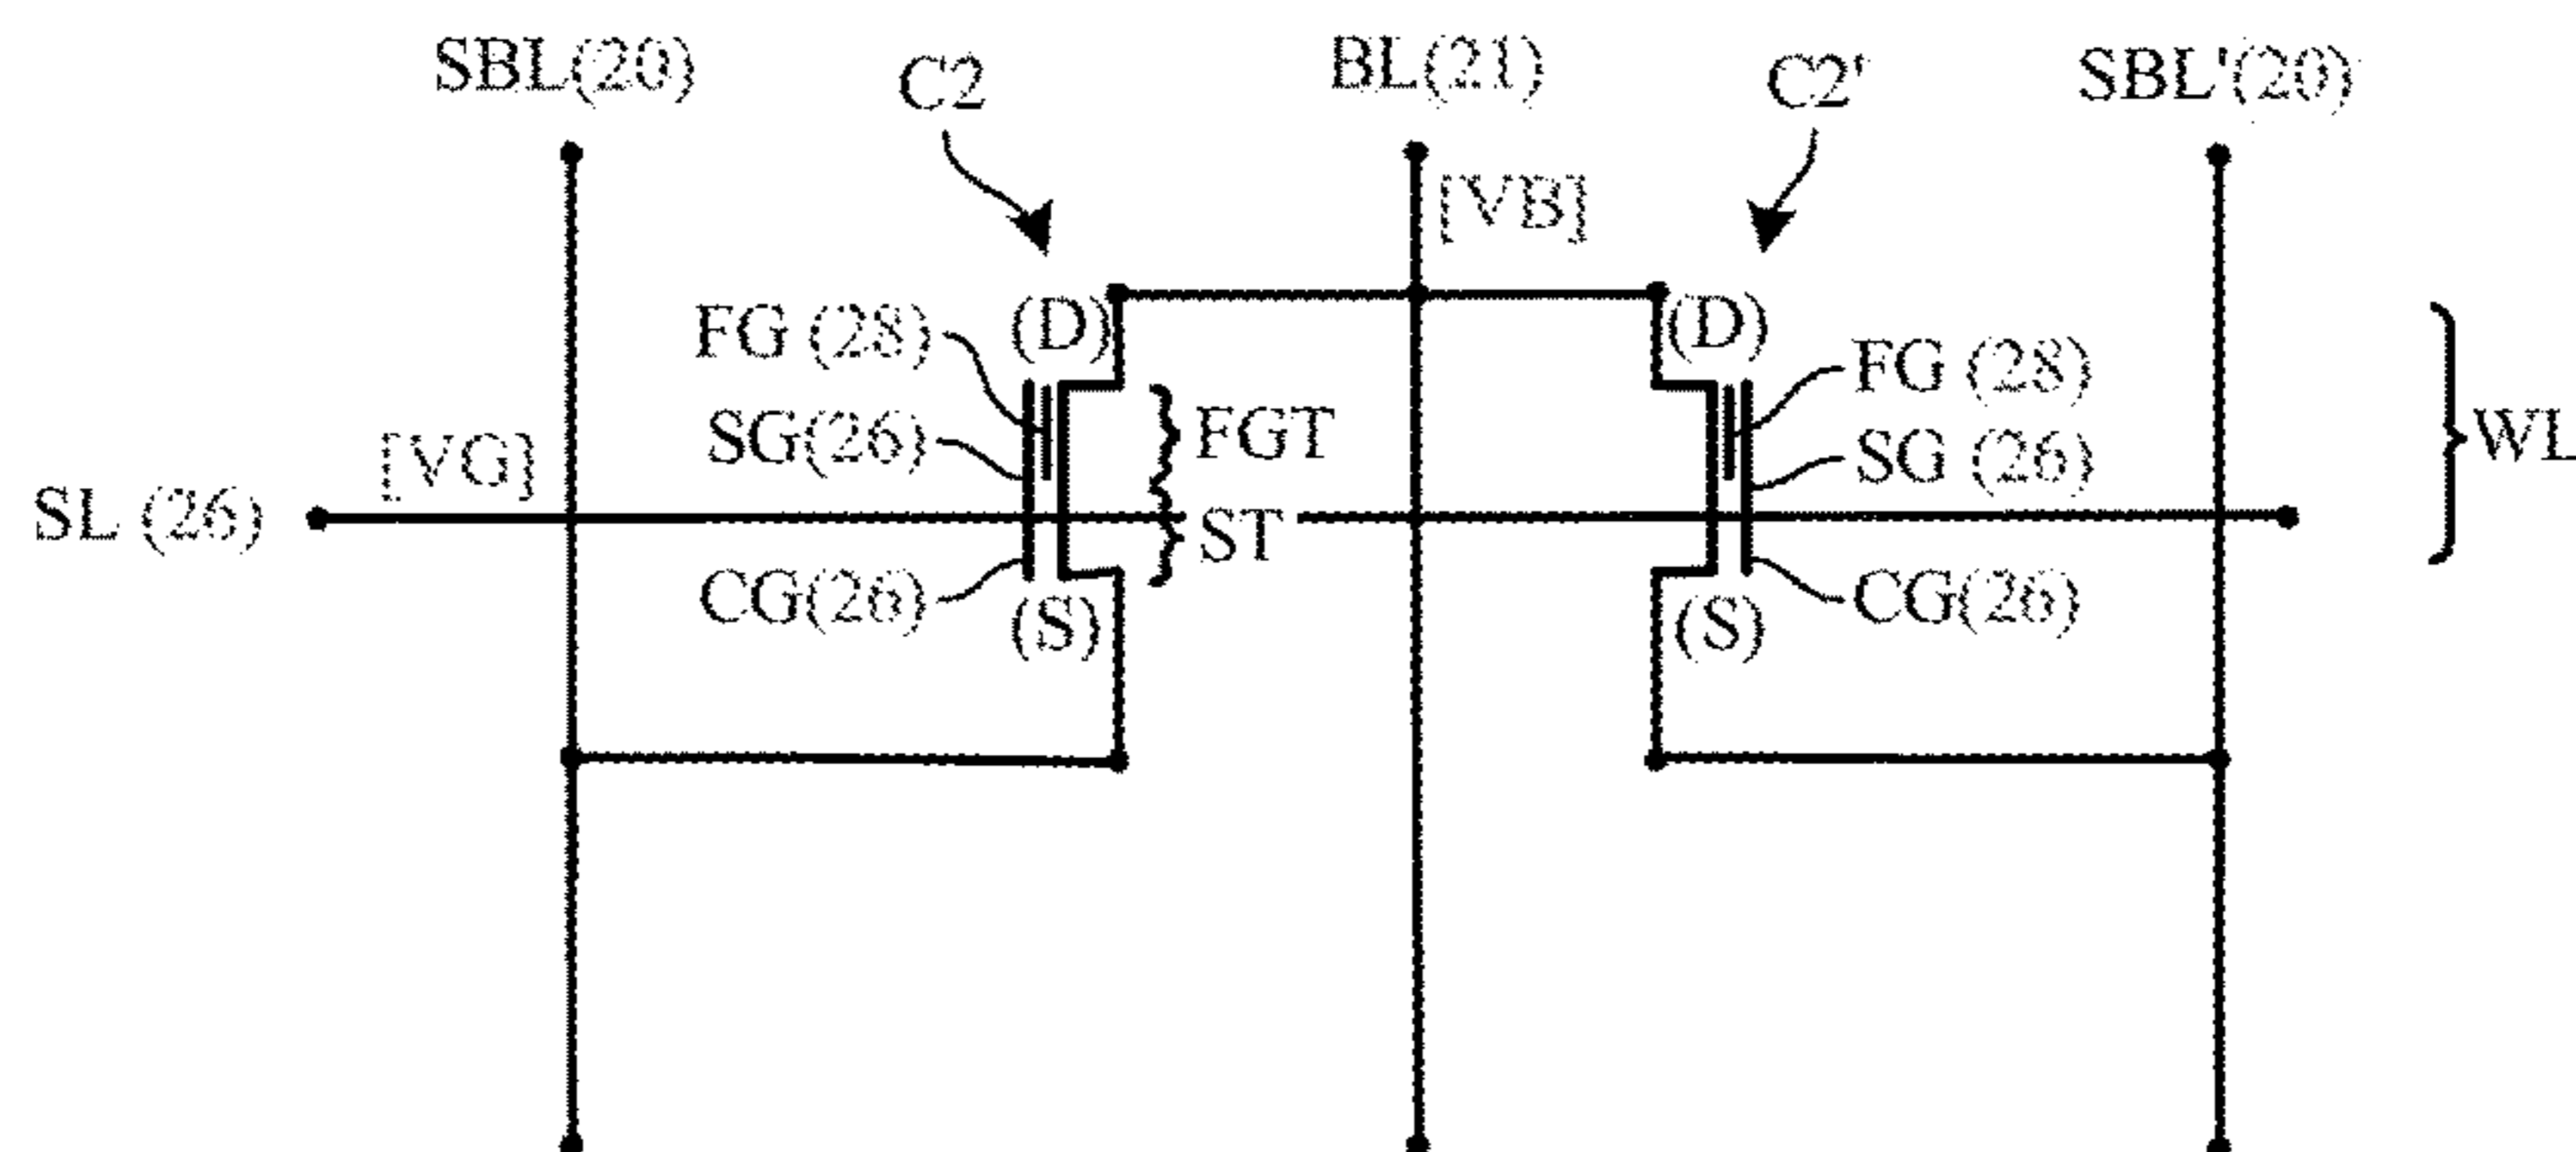 SBL(20) C2 BL(21) C2' SBL'(20)
[VB]
(D) (D)
FG (28) FG (28)
SG(26) FGT SG (26) WL
[VG]
SL (26) ST
CG(26) (S) (S) CG(26)